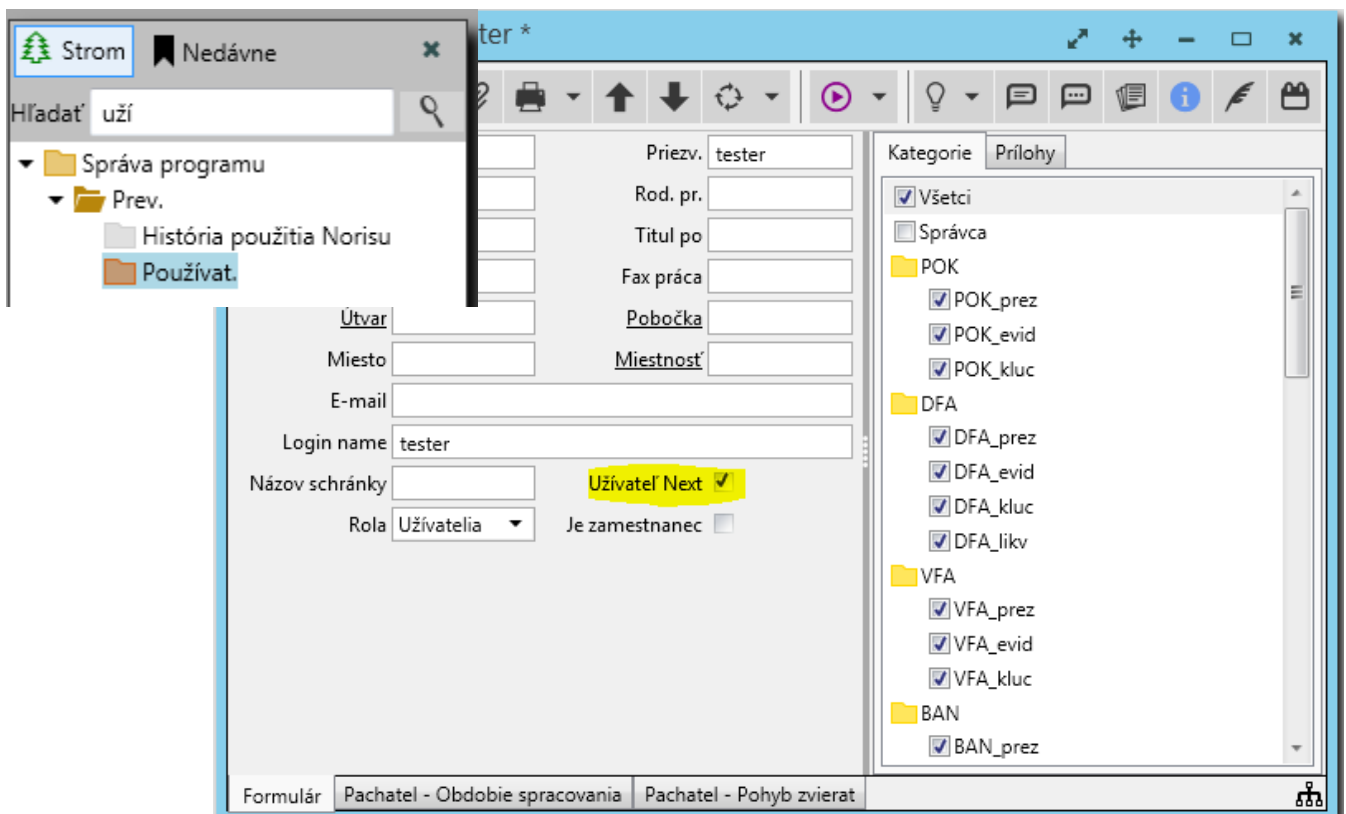 Strom Nedávne
Hľadať uží
Správa programu
Prev.
História použitia Norisu
Používat.
ter *
Priezv. tester
Rod. pr.
Titul po
Fax práca
Útvar Pobočka
Miesto Miestnosť
E-mail
Login name tester
Názov schránky Užívateľ Next
Rola Užívatelia Je zamestnanec
Kategorie Prílohy
Všetci
Správca
POK
POK_prez
POK_evid
POK_kluc
DFA
DFA_prez
DFA_evid
DFA_kluc
DFA_likv
VFA
VFA_prez
VFA_evid
VFA_kluc
BAN
BAN_prez
Formulár Pachatel - Obdobie spracovania Pachatel - Pohyb zvierat